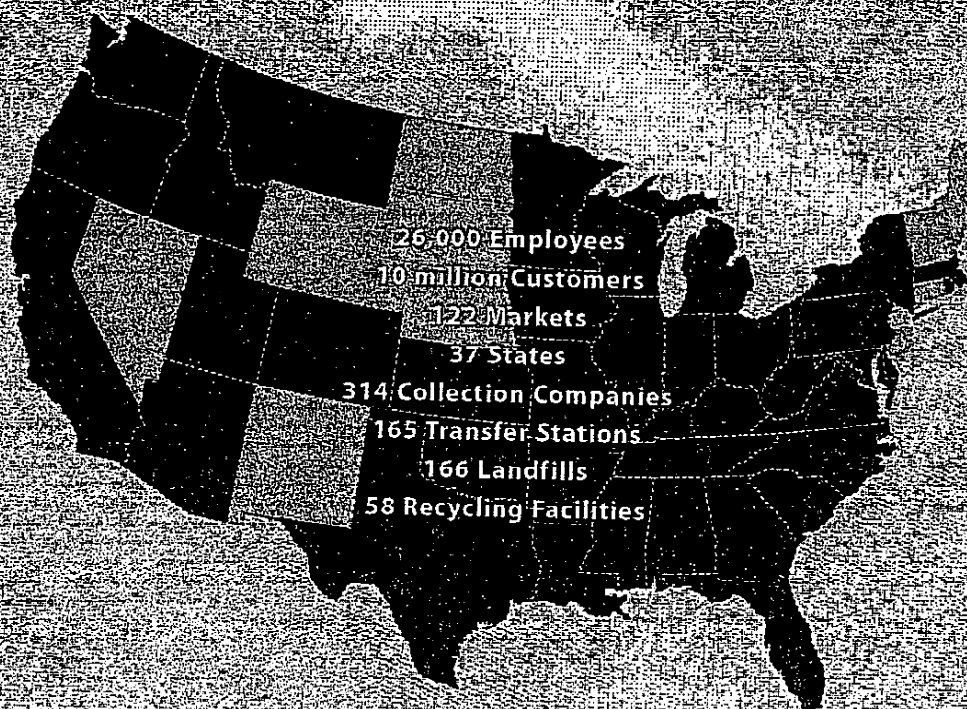 26,000 Employees
10 million Customers
122 Markets
37 States
314 Collection Companies
165 Transfer Stations
166 Landfills
58 Recycling Facilities